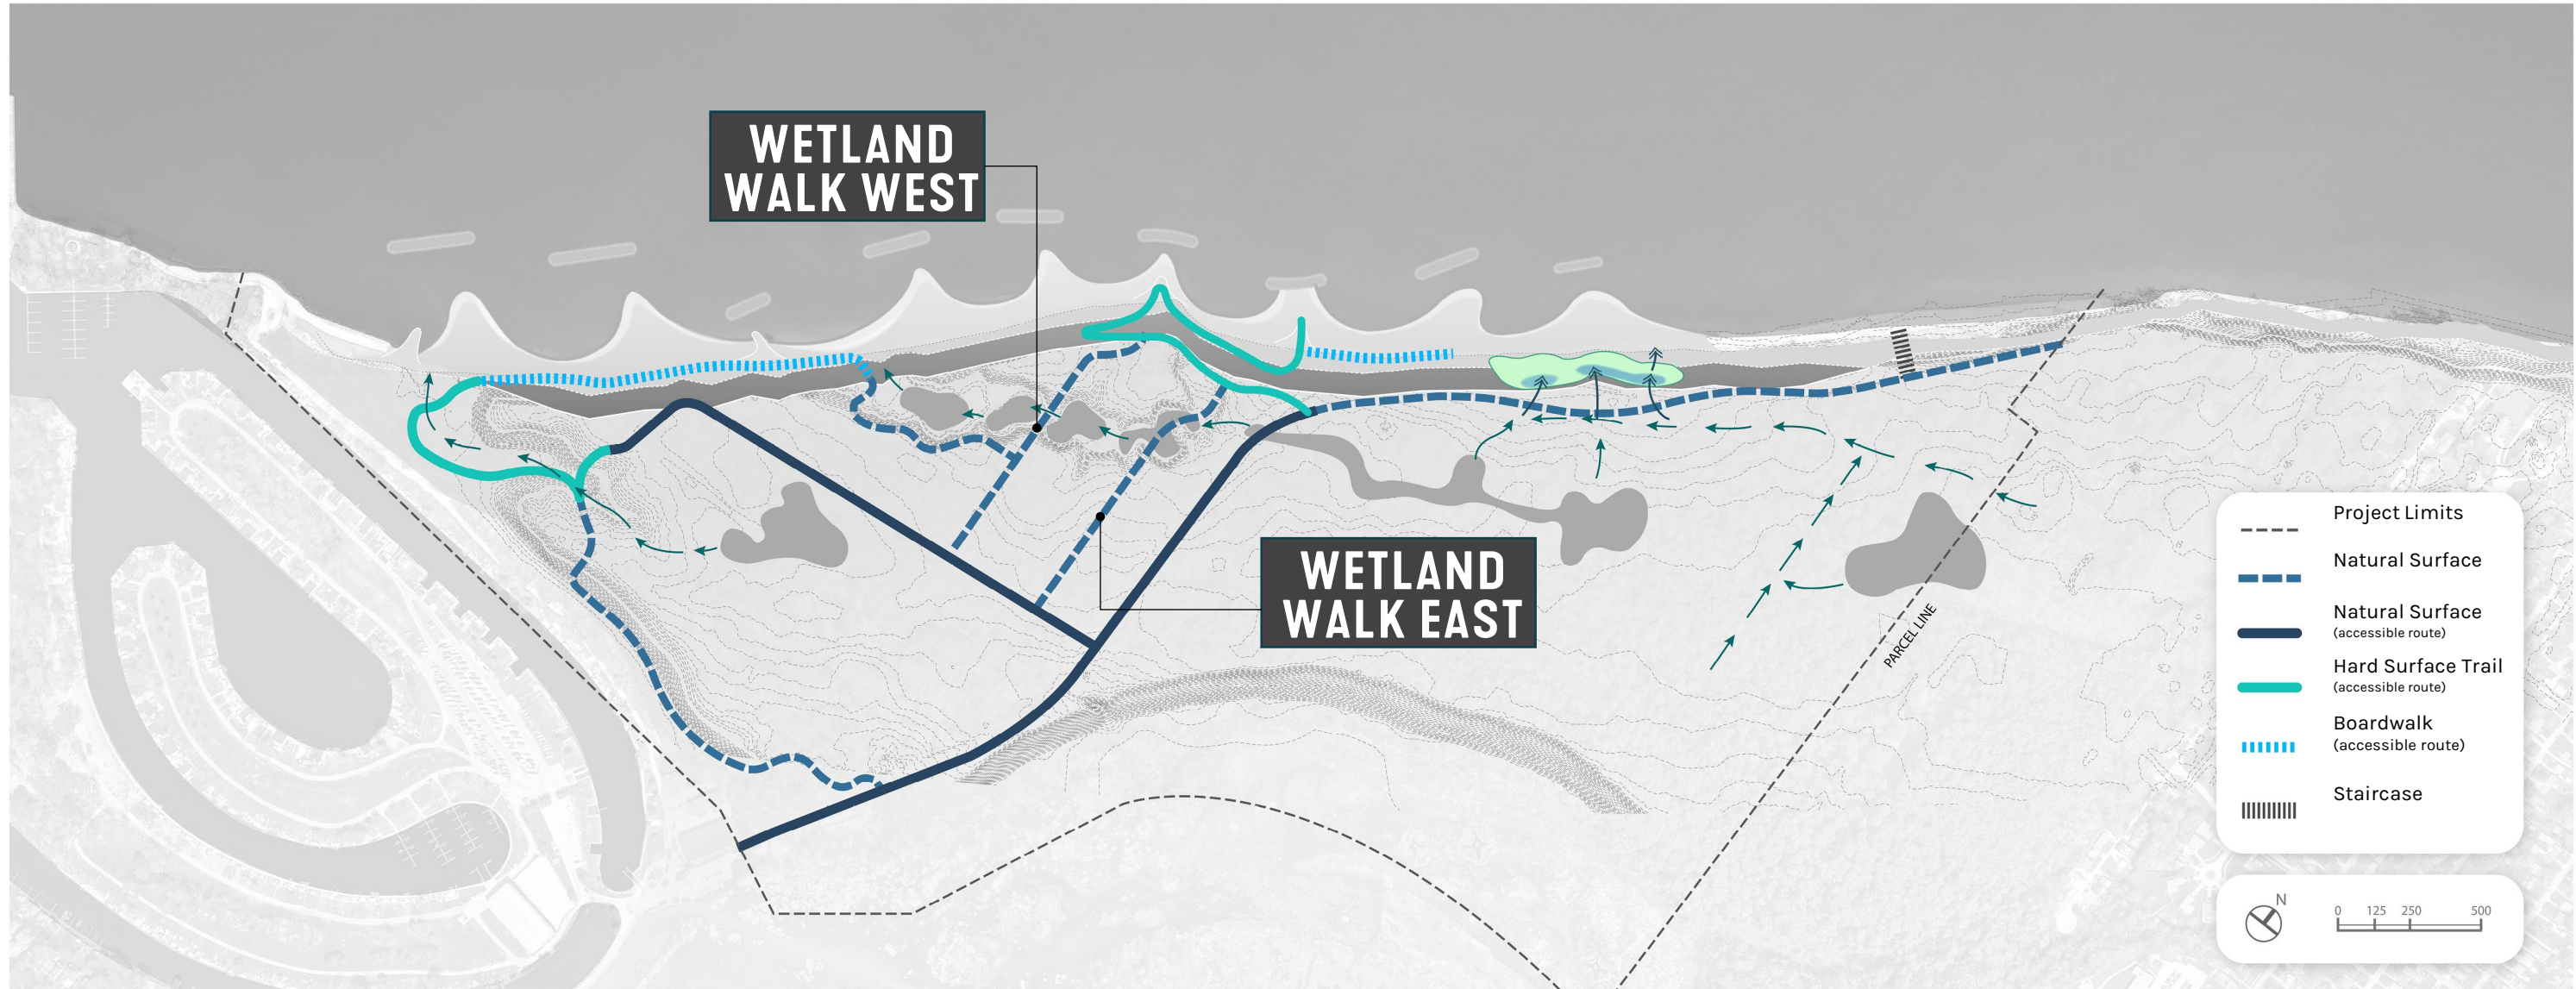 WETLAND
WALK WEST
WETLAND
WALK EAST
PARCEL LINE
Project Limits
Natural Surface
Natural Surface
(accessible route)
Hard Surface Trail
(accessible route)
Boardwalk
(accessible route)
Staircase
N
0 125 250 500